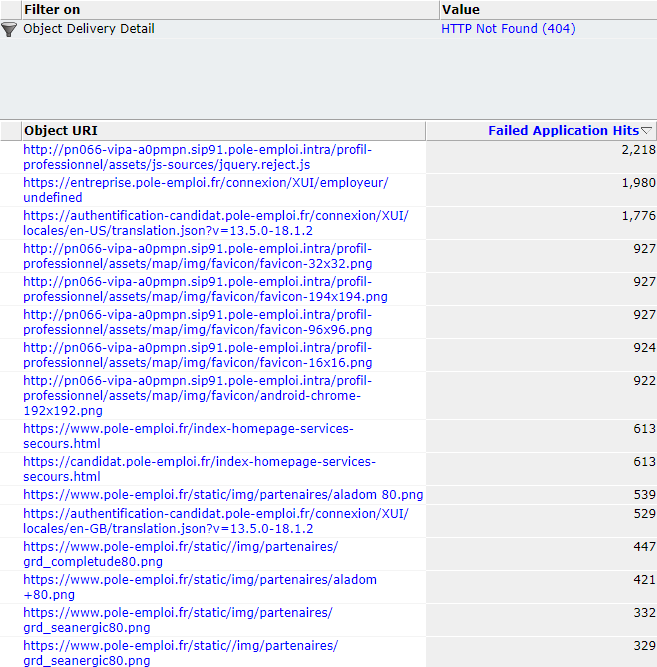 Filter on Value
Object Delivery Detail HTTP Not Found (404)
Object URI Failed Application Hits
http://pn066-vipa-a0pmpn.sip91.pole-emploi.intra/profil- 2,218
professionnel/assets/js-sources/jquery.reject.js
https://entreprise.pole-emploi.fr/connexion/XUI/employeur/ 1,980
undefined
https://authentification-candidat.pole-emploi.fr/connexion/XUI/ 1,776
locales/en-US/translation.json?v=13.5.0-18.1.2
http://pn066-vipa-a0pmpn.sip91.pole-emploi.intra/profil- 927
professionnel/assets/map/img/favicon/favicon-32x32.png
http://pn066-vipa-a0pmpn.sip91.pole-emploi.intra/profil- 927
professionnel/assets/map/img/favicon/favicon-194x194.png
http://pn066-vipa-a0pmpn.sip91.pole-emploi.intra/profil- 927
professionnel/assets/map/img/favicon/favicon-96x96.png
http://pn066-vipa-a0pmpn.sip91.pole-emploi.intra/profil- 924
professionnel/assets/map/img/favicon/favicon-16x16.png
http://pn066-vipa-a0pmpn.sip91.pole-emploi.intra/profil- 922
professionnel/assets/map/img/favicon/android-chrome-
192x192.png
https://www.pole-emploi.fr/index-homepage-services- 613
secours.html
https://candidat.pole-emploi.fr/index-homepage-services- 613
secours.html
https://www.pole-emploi.fr/static/img/partenaires/aladom 80.png 539
https://authentification-candidat.pole-emploi.fr/connexion/XUI/ 529
locales/en-GB/translation.json?v=13.5.0-18.1.2
https://www.pole-emploi.fr/static//img/partenaires/ 447
grd_completude80.png
https://www.pole-emploi.fr/static/img/partenaires/aladom 421
+80.png
https://www.pole-emploi.fr/static/img/partenaires/ 332
grd_seanergic80.png
https://www.pole-emploi.fr/static//img/partenaires/ 329
grd_seanergic80.png